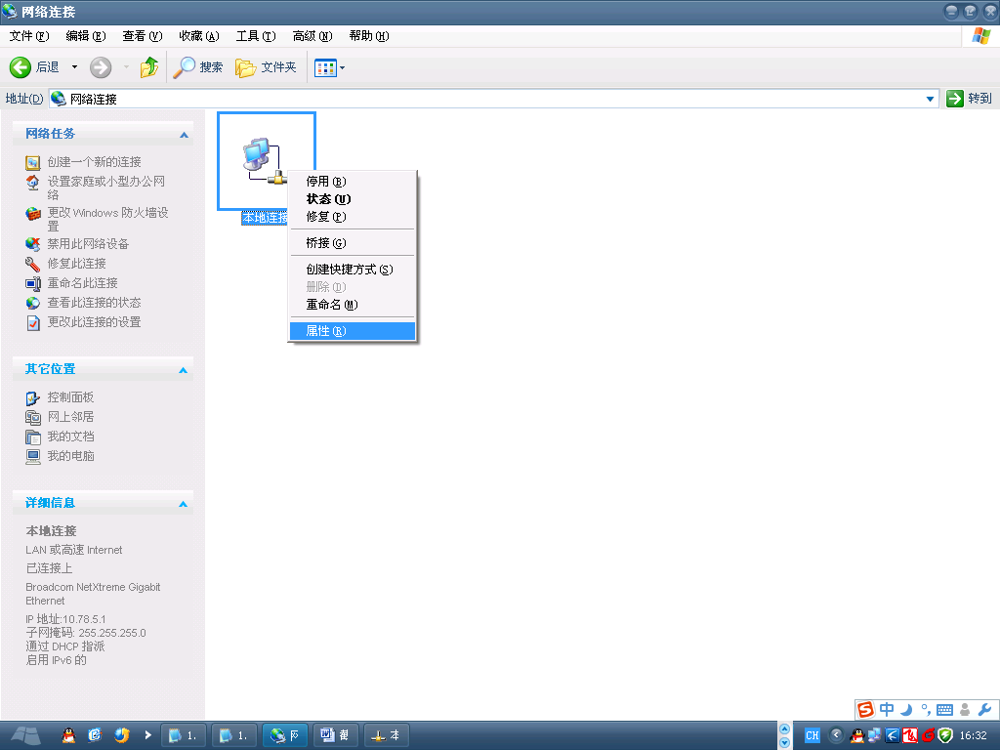 网络连接
文件(F) 编辑(E) 查看(V) 收藏(A) 工具(T) 高级(N) 帮助(H)
后退 搜索 文件夹
地址(D) 网络连接 转到
网络任务
创建一个新的连接
设置家庭或小型办公网
络
更改 Windows 防火墙设
置
禁用此网络设备
修复此连接
重命名此连接
查看此连接的状态
更改此连接的设置
其它位置
控制面板
网上邻居
我的文档
我的电脑
详细信息
本地连接
LAN 或高速 Internet
已连接上
Broadcom NetXtreme Gigabit
Ethernet
IP 地址:10.78.5.1
子网掩码: 255.255.255.0
通过 DHCP 指派
启用 IPv6 的
本地连接
停用(B)
状态(U)
修复(P)
桥接(G)
创建快捷方式(S)
删除(D)
重命名(M)
属性(R)
中
1. 1. 本 CH 16:32